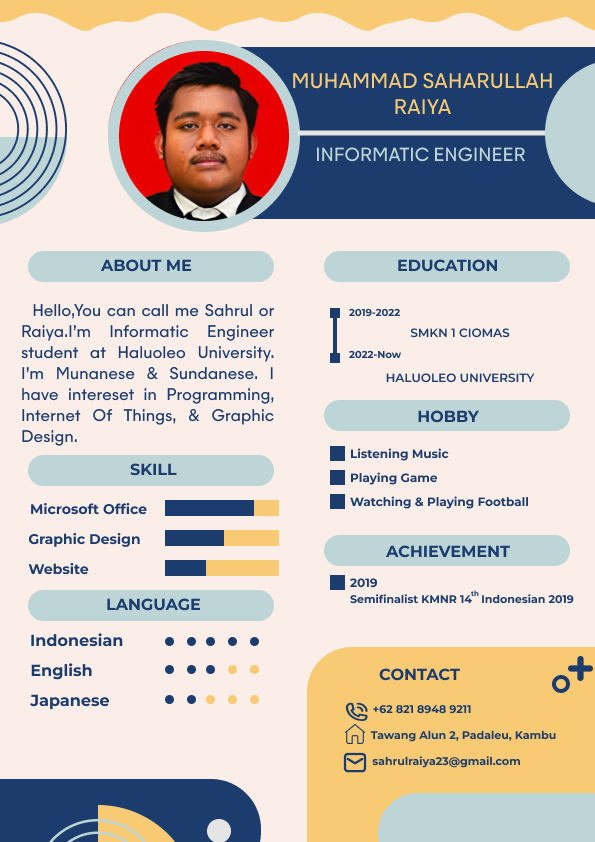 MUHAMMAD SAHARULLAH
RAIYA
INFORMATIC ENGINEER
ABOUT ME
Hello,You can call me Sahrul or
Raiya.I'm Informatic Engineer
student at Haluoleo University.
I'm Munanese & Sundanese. I
have intereset in Programming,
Internet Of Things, & Graphic
Design.
SKILL
Microsoft Office
Graphic Design
Website
LANGUAGE
Indonesian
English
Japanese
EDUCATION
2019-2022
SMKN 1 CIOMAS
2022-Now
HALUOLEO UNIVERSITY
HOBBY
Listening Music
Playing Game
Watching & Playing Football
ACHIEVEMENT
2019
Semifinalist KMNR 14th Indonesian 2019
CONTACT
+62 821 8948 9211
Tawang Alun 2, Padaleu, Kambu
sahrulraiya23@gmail.com